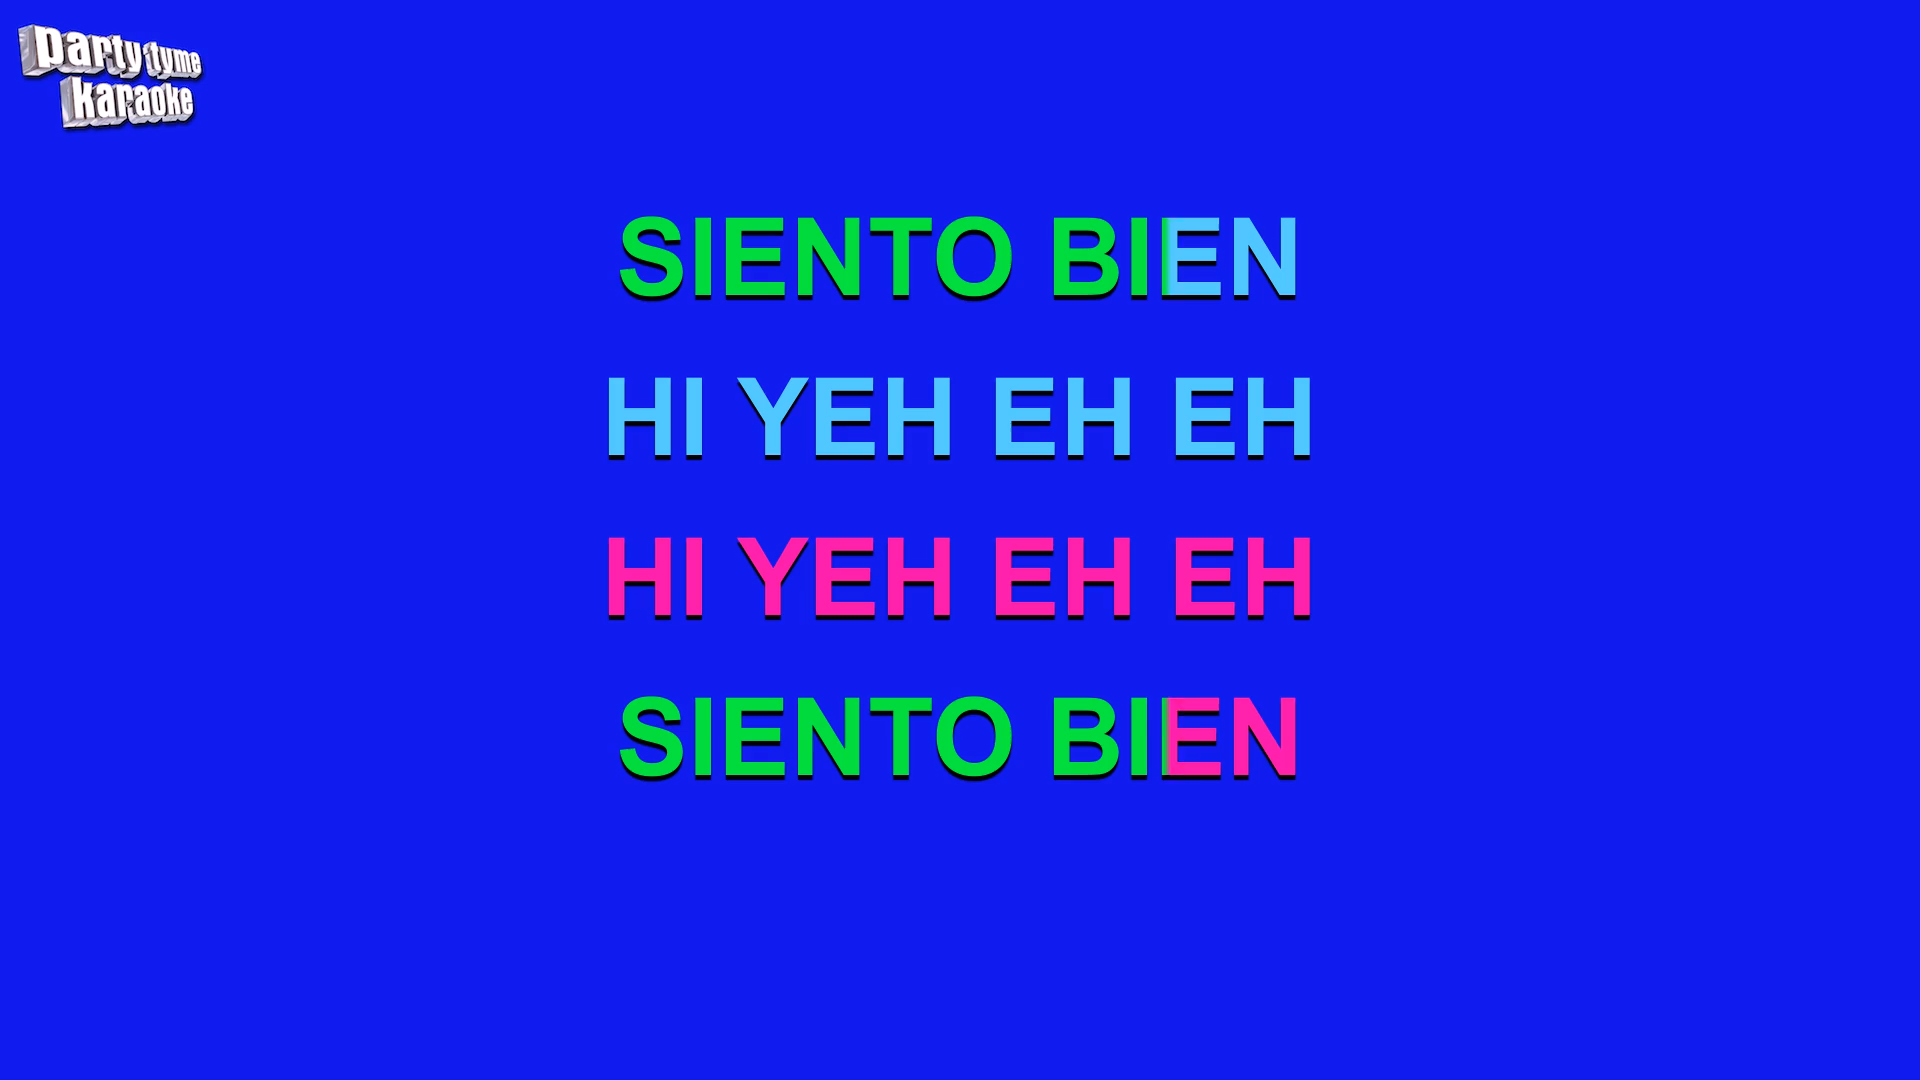 party tyme
karaoke
SIENTO BIEN
HI YEH EH EH
HI YEH EH EH
SIENTO BIEN